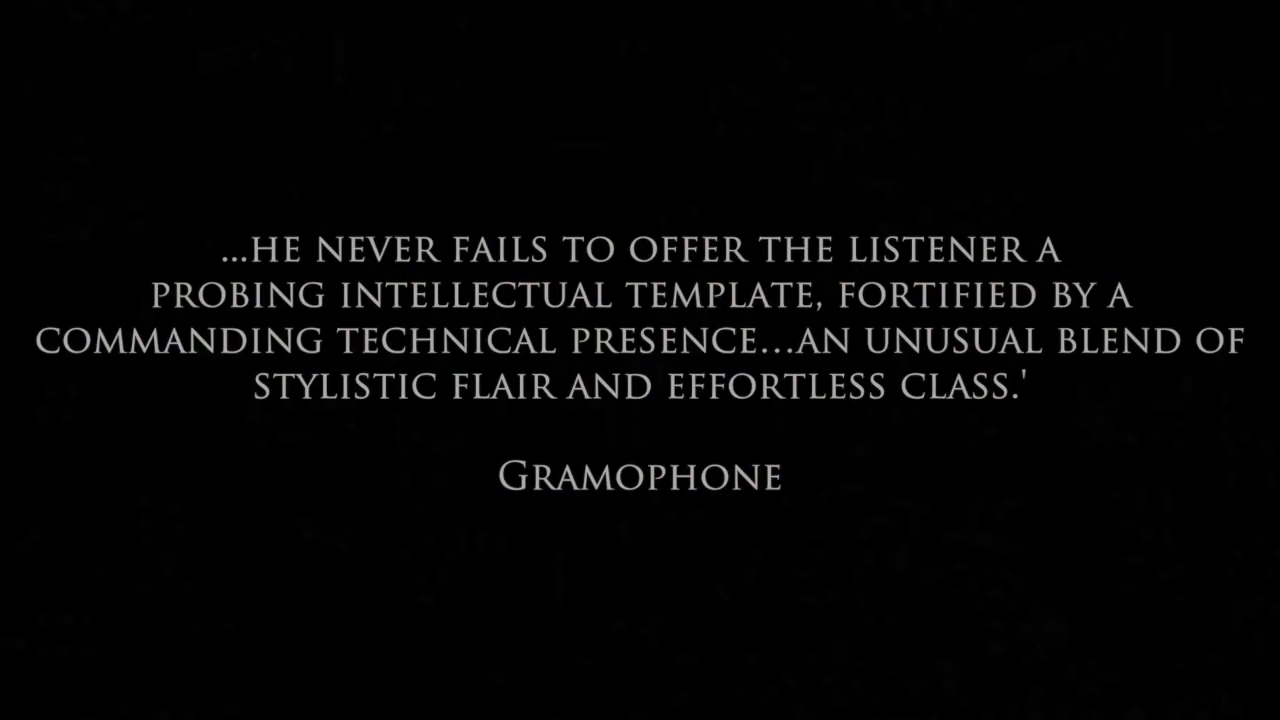 ...HE NEVER FAILS TO OFFER THE LISTENER A
PROBING INTELLECTUAL TEMPLATE, FORTIFIED BY A
COMMANDING TECHNICAL PRESENCE...AN UNUSUAL BLEND OF
STYLISTIC FLAIR AND EFFORTLESS CLASS.'
GRAMOPHONE